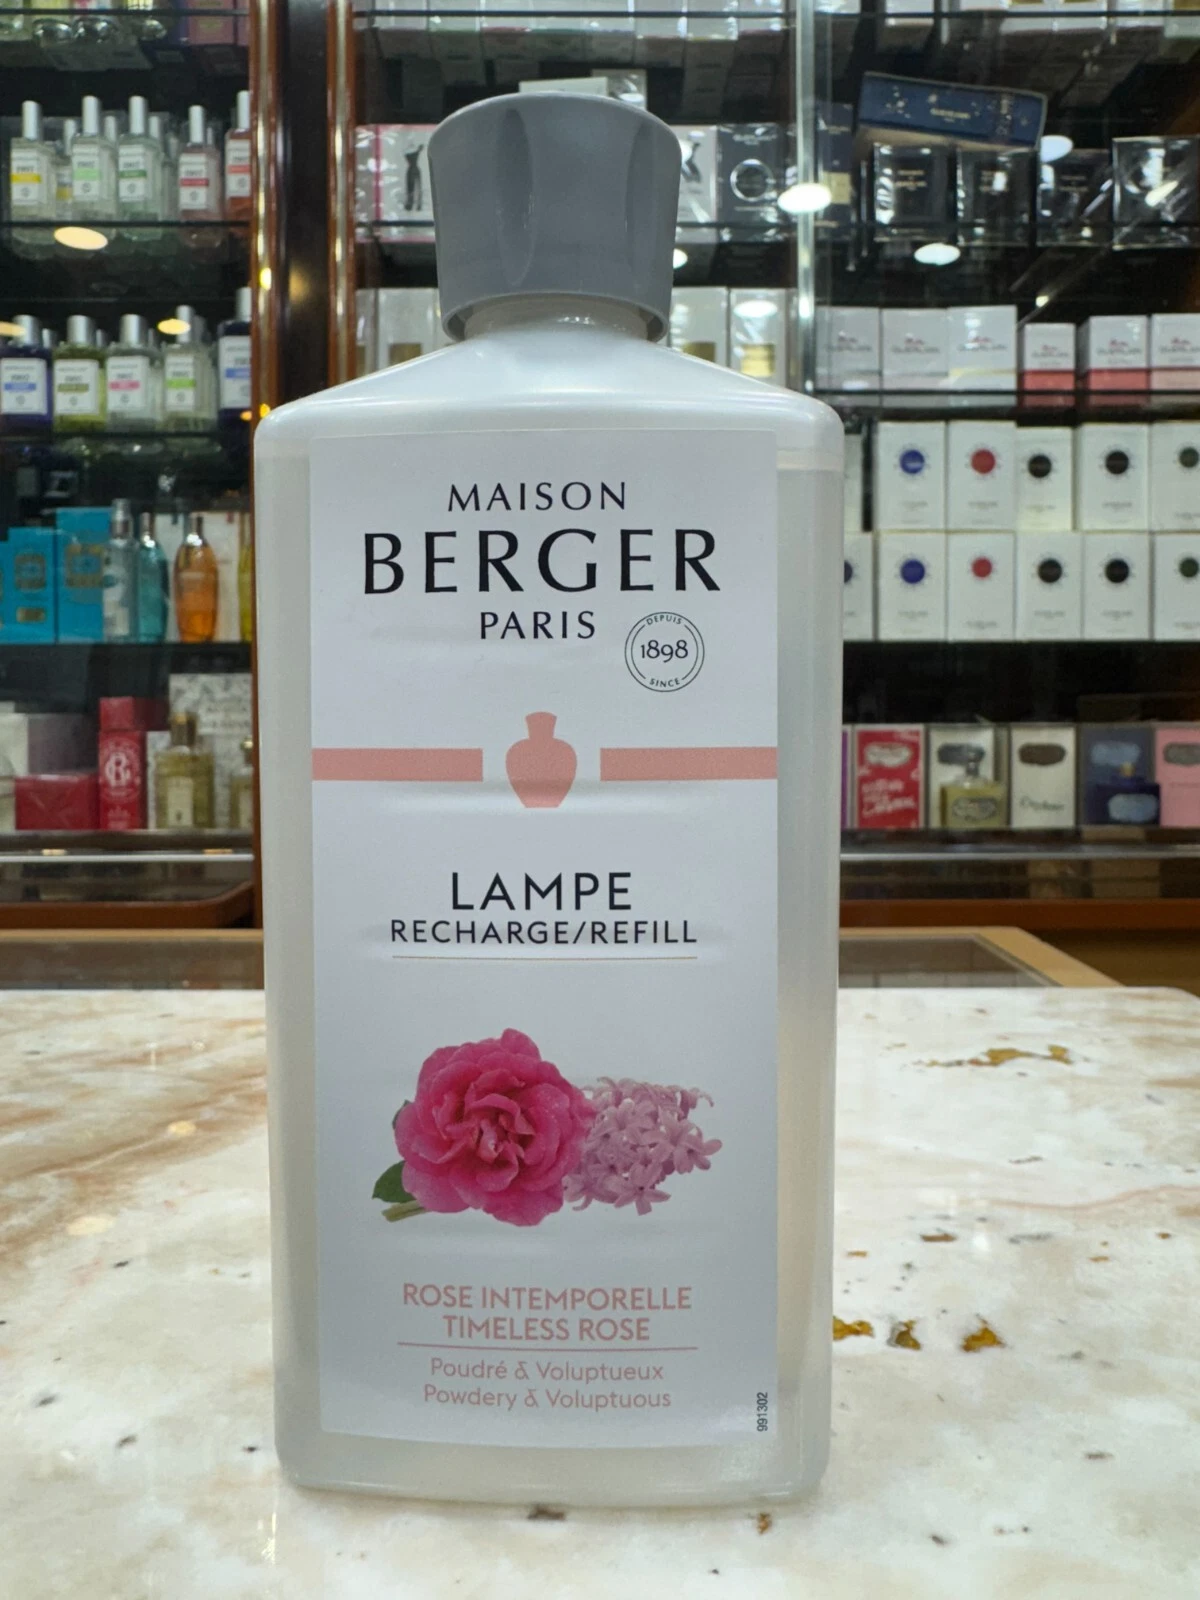 MAISON
BERGER
PARIS
DEPUIS
1898
SINCE
LAMPE
RECHARGE/REFILL
ROSE INTEMPORELLE
TIMELESS ROSE
Poudré & Voluptueux
Powdery & Voluptuous
991302